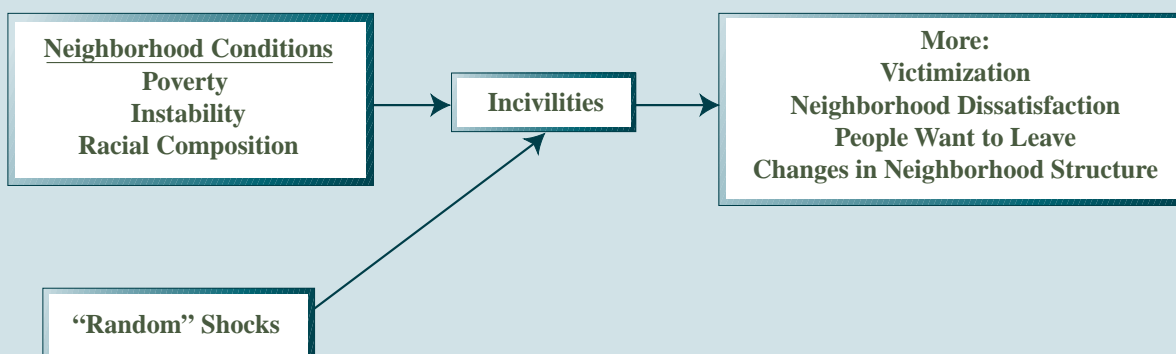 Neighborhood Conditions
Poverty
Instability
Racial Composition
Incivilities
More:
Victimization
Neighborhood Dissatisfaction
People Want to Leave
Changes in Neighborhood Structure
“Random” Shocks